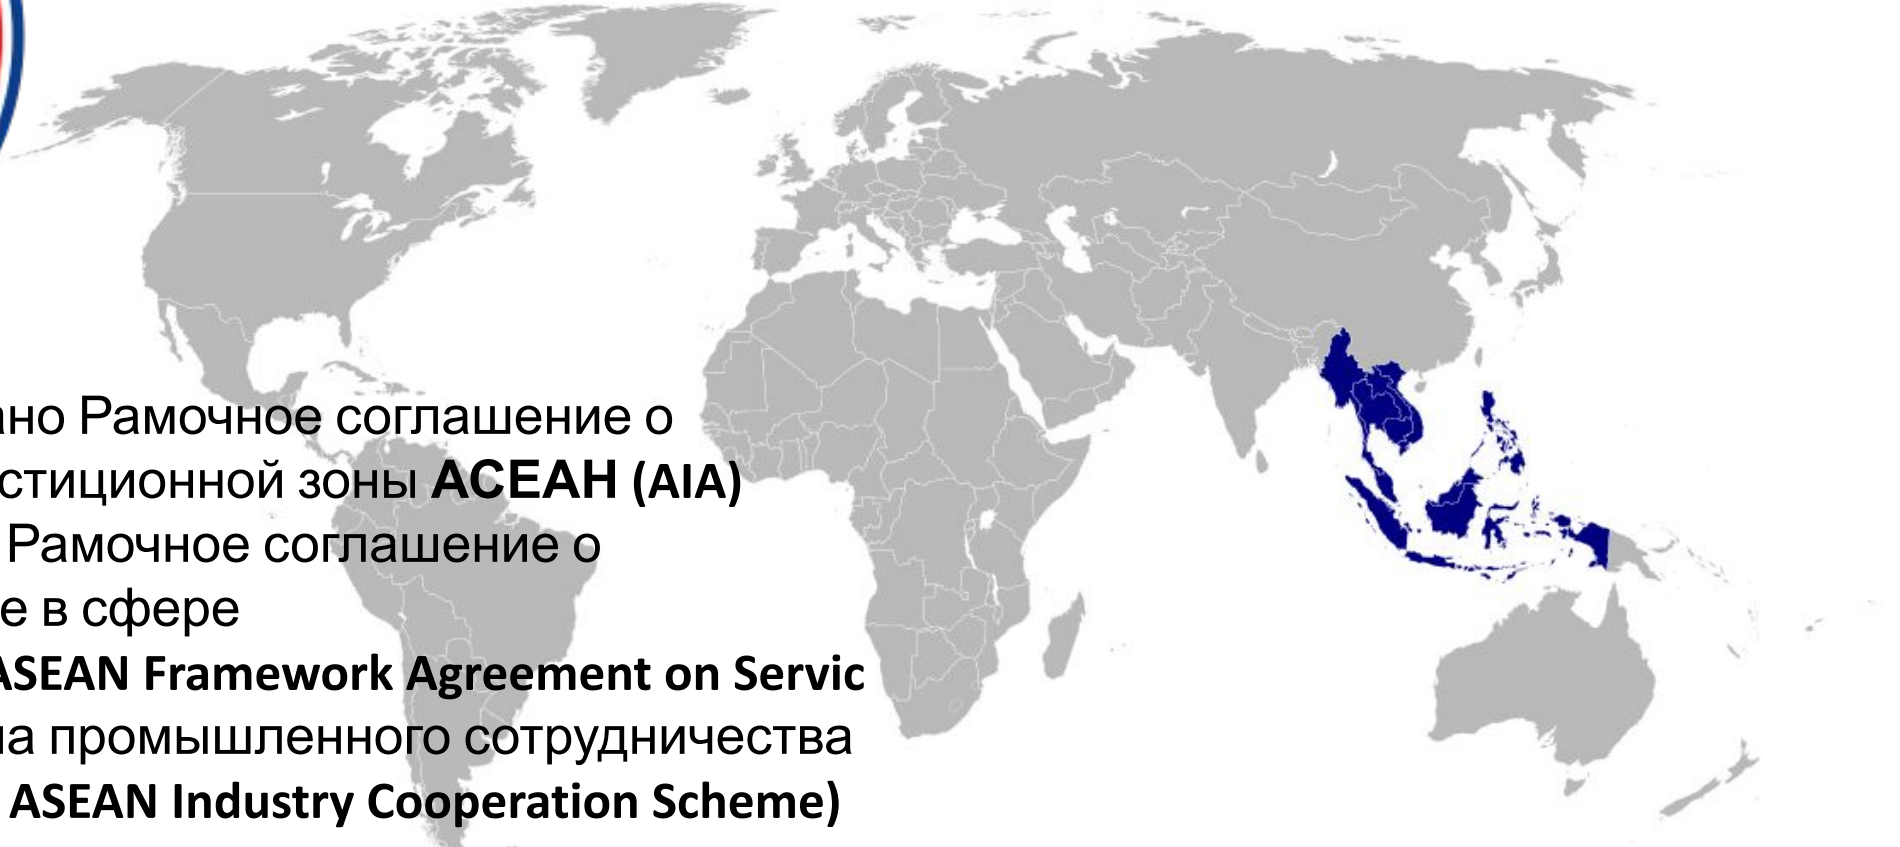 ано Рамочное соглашение о
стиционной зоны АСЕАН (AIA)
Рамочное соглашение о
е в сфере
ASEAN Framework Agreement on Servic
на промышленного сотрудничества
ASEAN Industry Cooperation Scheme)